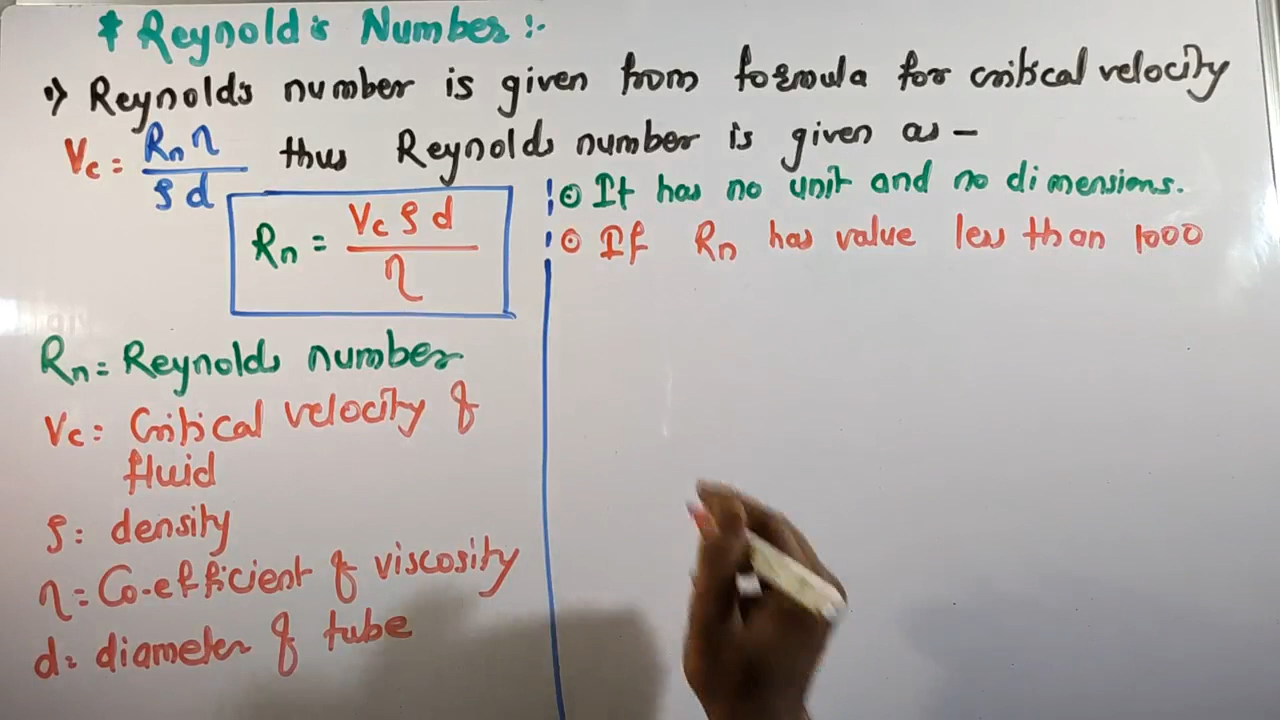 * Reynold's Number :-
•) Reynolds number is given from formula for critical velocity
Vc = Rn η / ρ d thus Reynolds number is given as -
Rn = Vc ρ d / η
Rn = Reynolds number
Vc = Critical velocity of
fluid
ρ = density
η = Co-efficient of viscosity
d = diameter of tube
⊙ It has no unit and no dimensions.
⊙ If Rn has value less than 1000